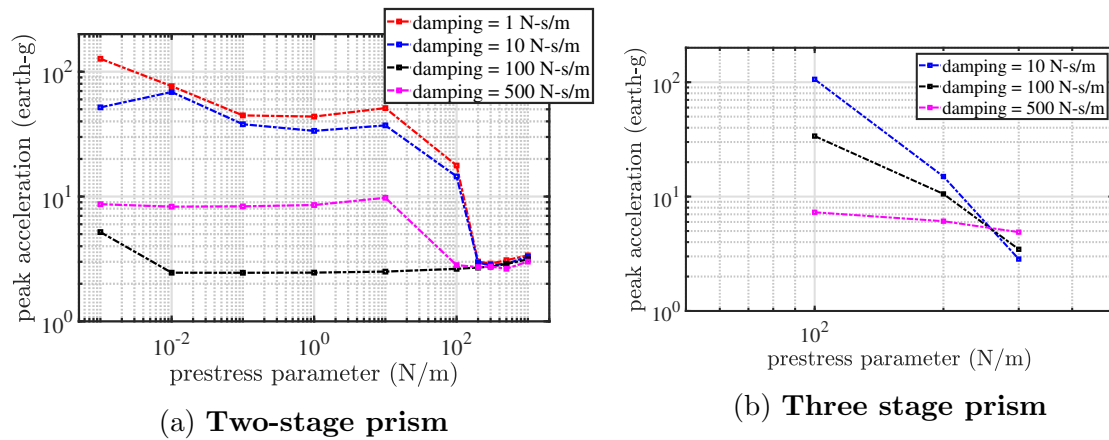 damping = 1 N-s/m
damping = 10 N-s/m
damping = 100 N-s/m
damping = 500 N-s/m
peak acceleration (earth-g)
10^2
10^1
10^0
10^-2
10^0
10^2
prestress parameter (N/m)
(a) Two-stage prism
damping = 10 N-s/m
damping = 100 N-s/m
damping = 500 N-s/m
peak acceleration (earth-g)
10^2
10^1
10^0
10^2
prestress parameter (N/m)
(b) Three stage prism